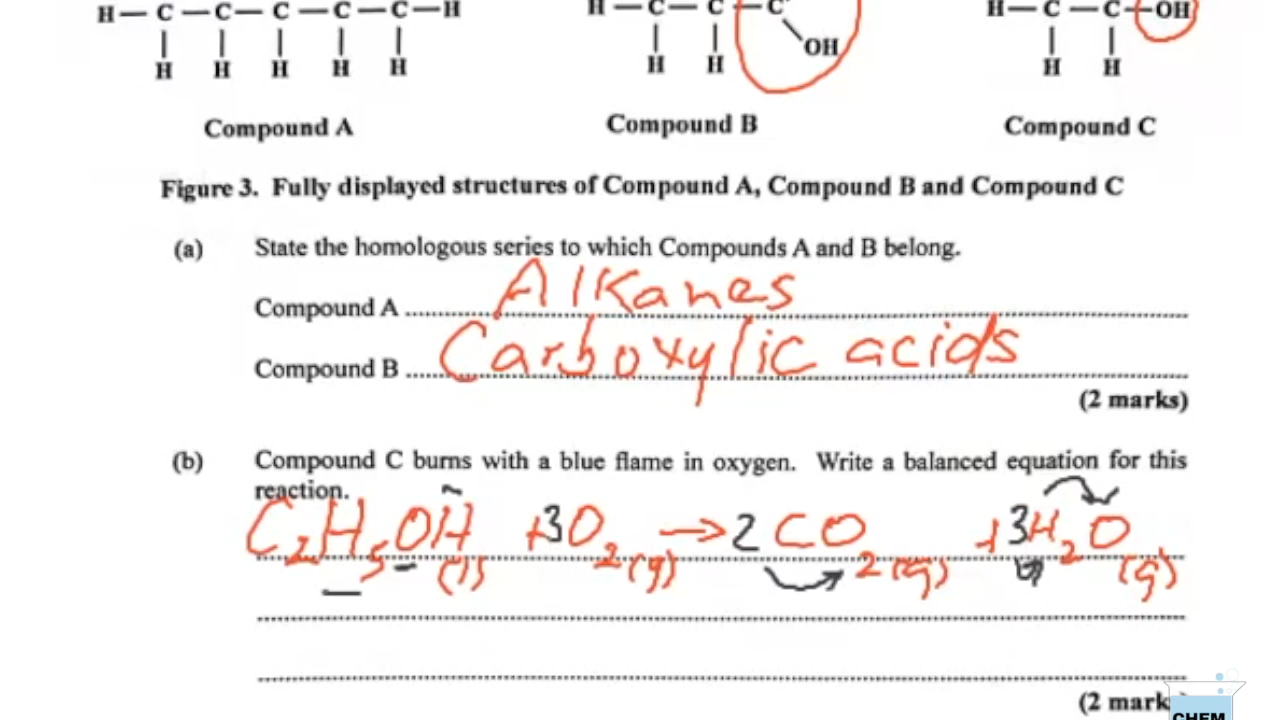 H — C — C — C — C — C — H
H — C — C — C
H — C — C — OH
| | | | |
| | OH
| |
H H H H H
H H
H H
Compound A
Compound B
Compound C
Figure 3. Fully displayed structures of Compound A, Compound B and Compound C
(a) State the homologous series to which Compounds A and B belong.
Compound A Alkanes
Compound B Carboxylic acids
(2 marks)
(b) Compound C burns with a blue flame in oxygen. Write a balanced equation for this
reaction.
C₂H₅OH (l) + 3O₂(g) → 2CO₂(g) + 3H₂O(g)
(2 mark
CHEM